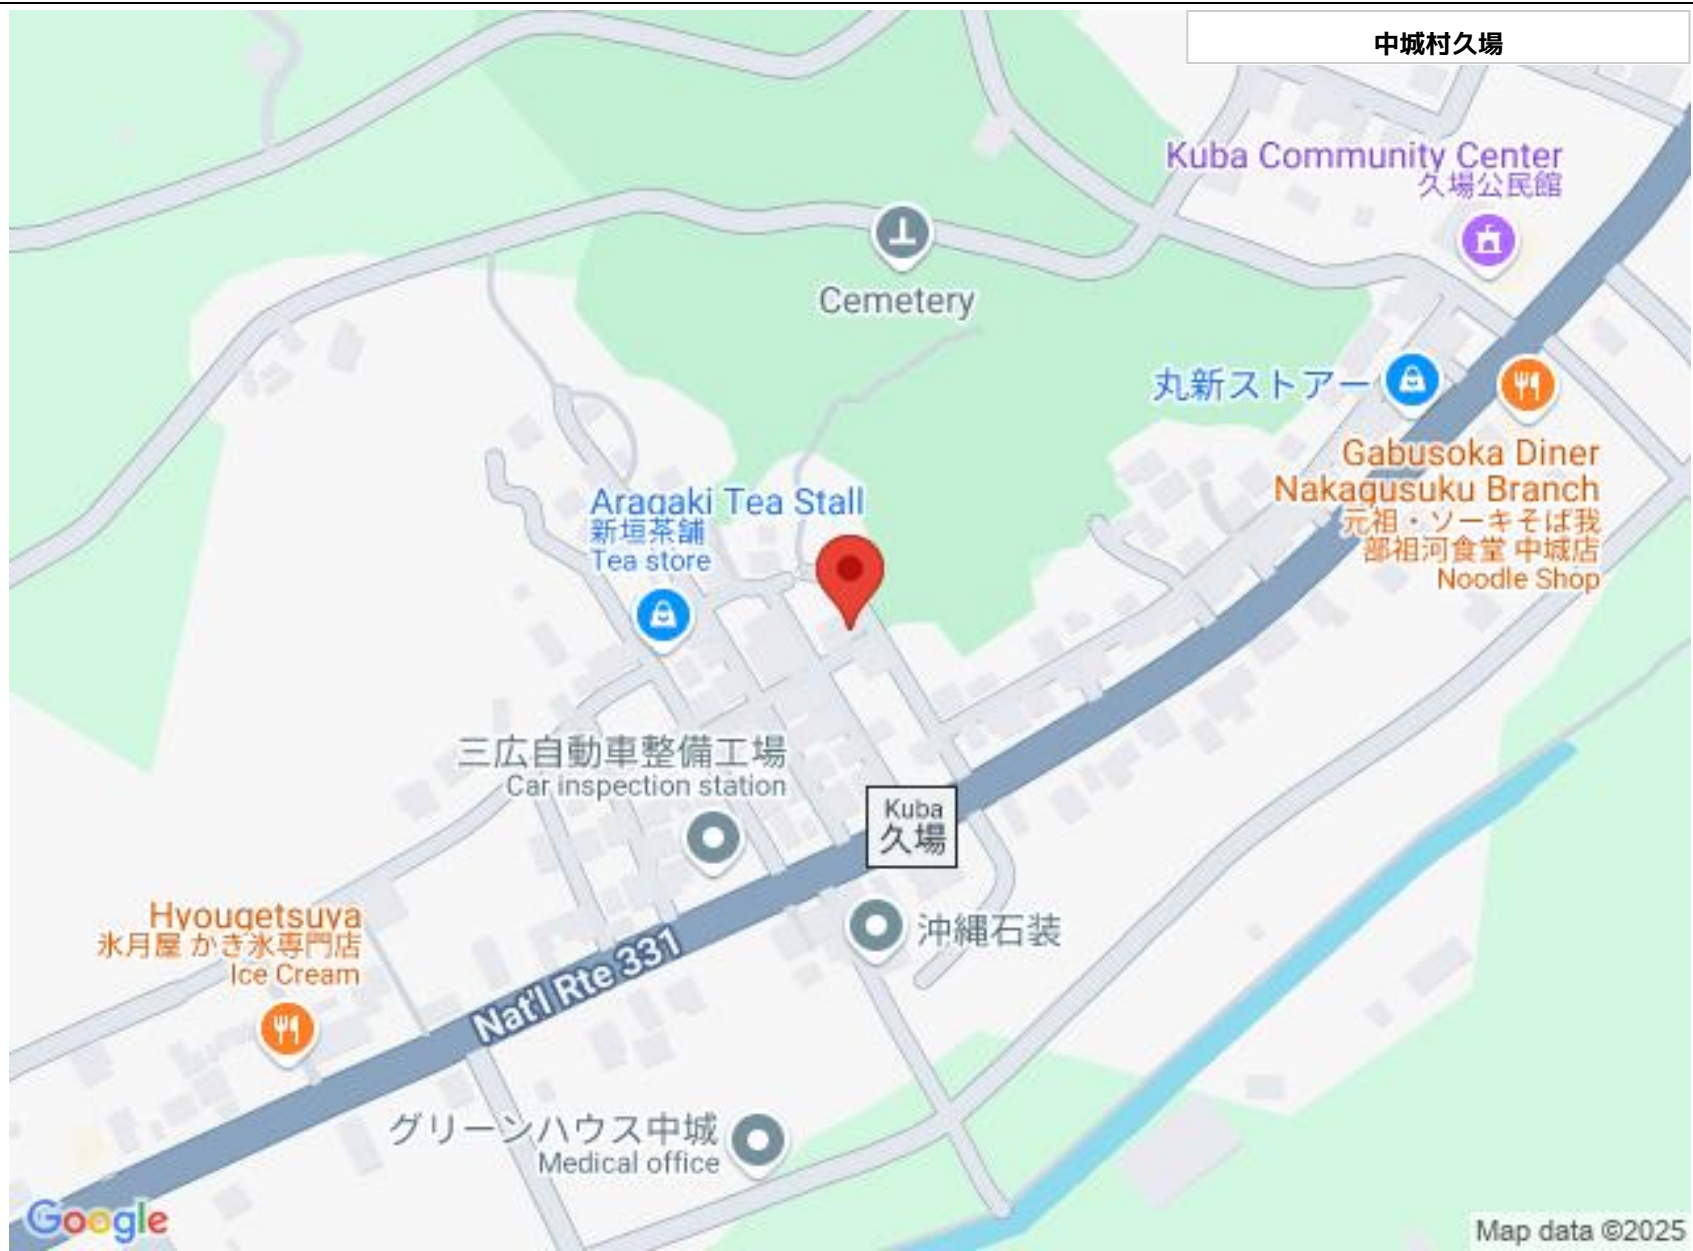 中城村久場
Kuba Community Center
久場公民館
Cemetery
丸新ストアー
Gabusoka Diner
Nakagusuku Branch
元祖・ソーキそば我
部祖河食堂 中城店
Noodle Shop
Aragaki Tea Stall
新垣茶舗
Tea store
三広自動車整備工場
Car inspection station
Kuba
久場
Hyougetsuya
氷月屋 かき氷専門店
Ice Cream
沖縄石装
Nat'l Rte 331
グリーンハウス中城
Medical office
Google
Map data ©2025